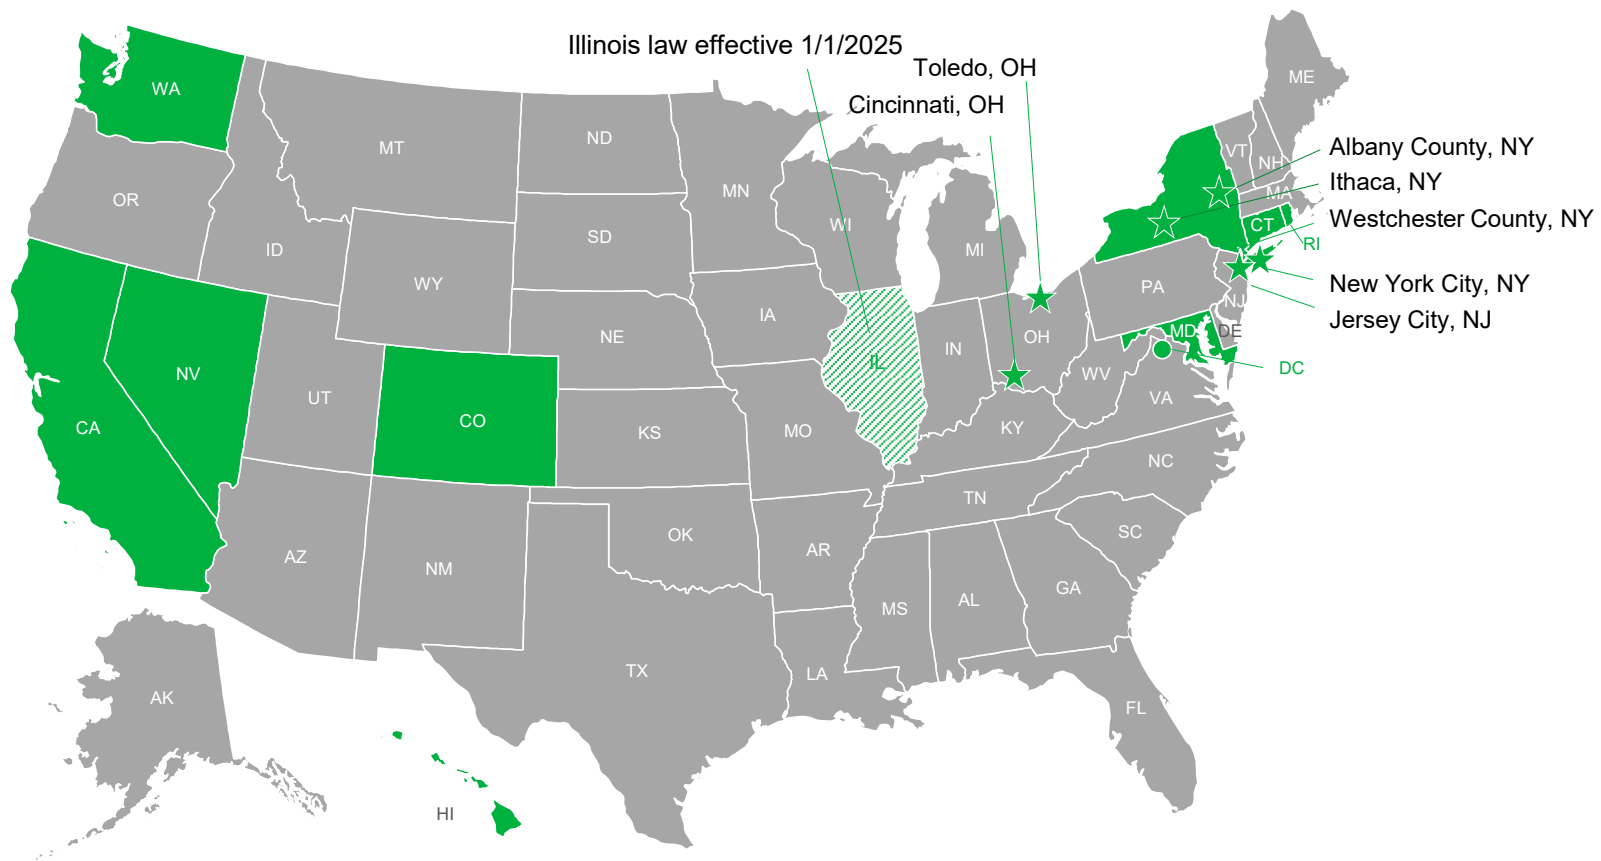 Illinois law effective 1/1/2025
Toledo, OH
Cincinnati, OH
ME
WA
MT
ND
MN
VT
NH
Albany County, NY
Ithaca, NY
OR
ID
SD
WI
MI
MA
CT
Westchester County, NY
RI
WY
IA
PA
NJ
New York City, NY
Jersey City, NJ
NE
IL
IN
OH
MD
DE
DC
NV
UT
CO
CA
KS
MO
KY
WV
VA
NC
TN
SC
AZ
NM
OK
AR
MS
AL
GA
TX
LA
FL
AK
HI